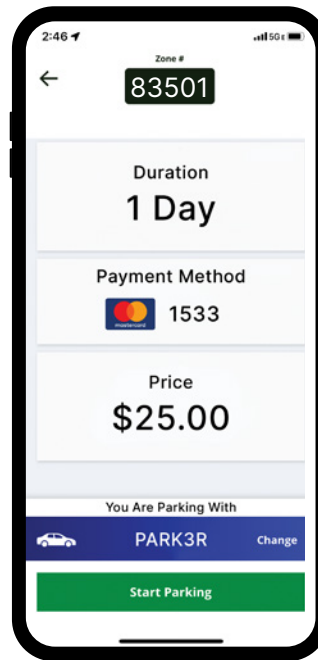 2:46
5G E
Zone #
83501
Duration
1 Day
Payment Method
mastercard
1533
Price
$25.00
You Are Parking With
PARK3R Change
Start Parking